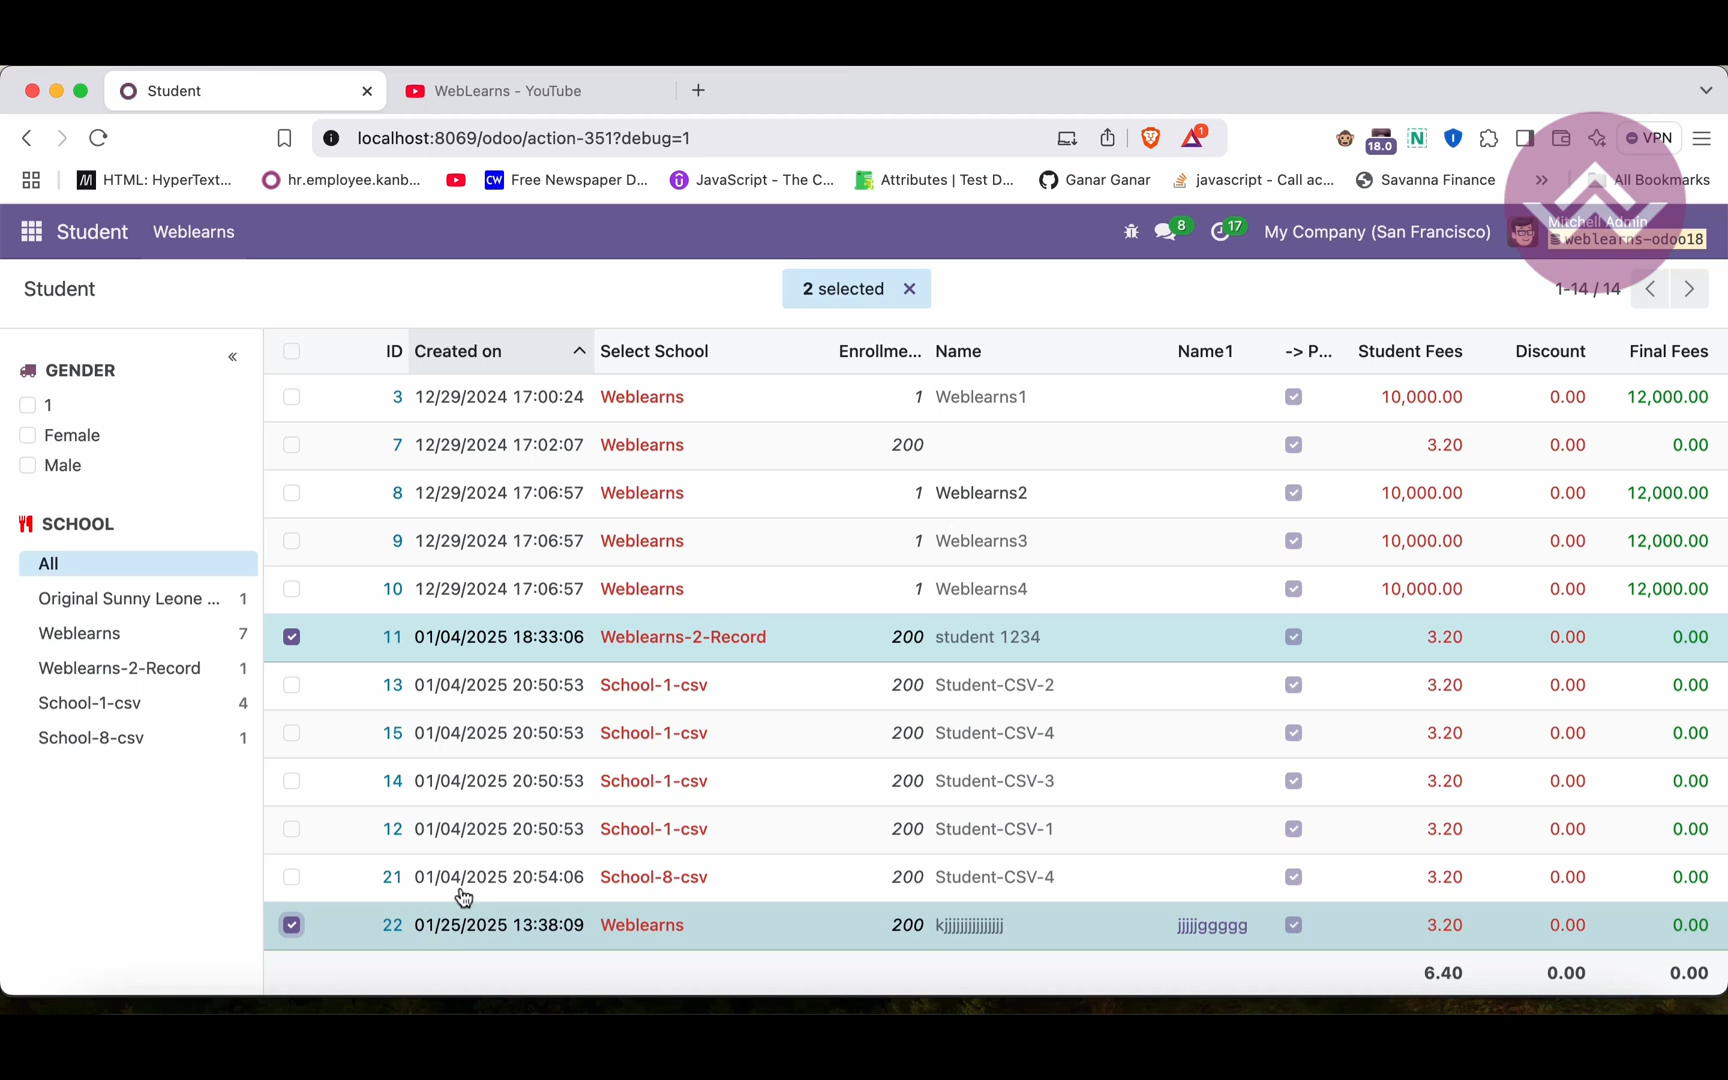 Student
WebLearns - YouTube
localhost:8069/odoo/action-351?debug=1
1
18.0
VPN
HTML: HyperText...
hr.employee.kanb...
CW Free Newspaper D...
JavaScript - The C...
Attributes | Test D...
Ganar Ganar
javascript - Call ac...
Savanna Finance
»
All Bookmarks
Student Weblearns
8
17
My Company (San Francisco)
Mitchell Admin
weblearns-odoo18
Student
2 selected
1-14 / 14
GENDER
1
Female
Male
SCHOOL
All
Original Sunny Leone ... 1
Weblearns 7
Weblearns-2-Record 1
School-1-csv 4
School-8-csv 1
ID Created on Select School Enrollme... Name Name1 -> P... Student Fees Discount Final Fees
3 12/29/2024 17:00:24 Weblearns 1 Weblearns1 10,000.00 0.00 12,000.00
7 12/29/2024 17:02:07 Weblearns 200 3.20 0.00 0.00
8 12/29/2024 17:06:57 Weblearns 1 Weblearns2 10,000.00 0.00 12,000.00
9 12/29/2024 17:06:57 Weblearns 1 Weblearns3 10,000.00 0.00 12,000.00
10 12/29/2024 17:06:57 Weblearns 1 Weblearns4 10,000.00 0.00 12,000.00
11 01/04/2025 18:33:06 Weblearns-2-Record 200 student 1234 3.20 0.00 0.00
13 01/04/2025 20:50:53 School-1-csv 200 Student-CSV-2 3.20 0.00 0.00
15 01/04/2025 20:50:53 School-1-csv 200 Student-CSV-4 3.20 0.00 0.00
14 01/04/2025 20:50:53 School-1-csv 200 Student-CSV-3 3.20 0.00 0.00
12 01/04/2025 20:50:53 School-1-csv 200 Student-CSV-1 3.20 0.00 0.00
21 01/04/2025 20:54:06 School-8-csv 200 Student-CSV-4 3.20 0.00 0.00
22 01/25/2025 13:38:09 Weblearns 200 jjjjjggggg 3.20 0.00 0.00
6.40 0.00 0.00